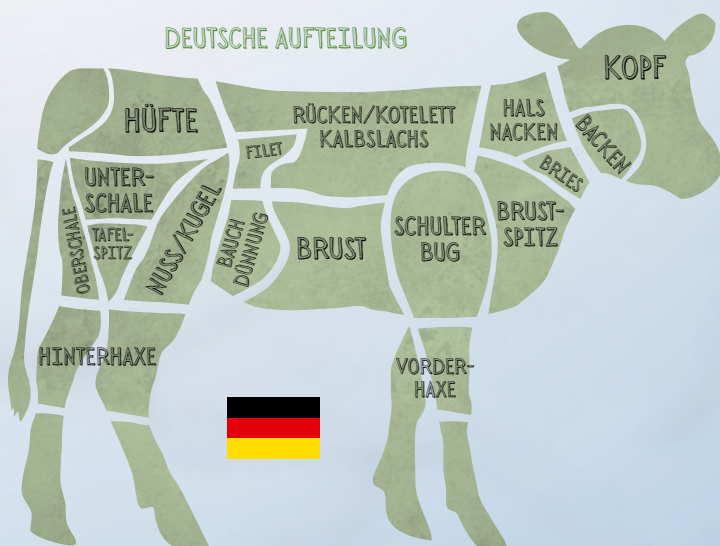 DEUTSCHE AUFTEILUNG
KOPF
HÜFTE
RÜCKEN/KOTELETT
KALBSLACHS
HALS
NACKEN
BACKEN
FILET
BRIES
UNTER-
SCHALE
TAFEL-
SPITZ
OBERSCHALE
NUSS/KUGEL
BAUCH
DÜNNUNG
BRUST
SCHULTER
BUG
BRUST-
SPITZ
HINTERHAXE
VORDER-
HAXE